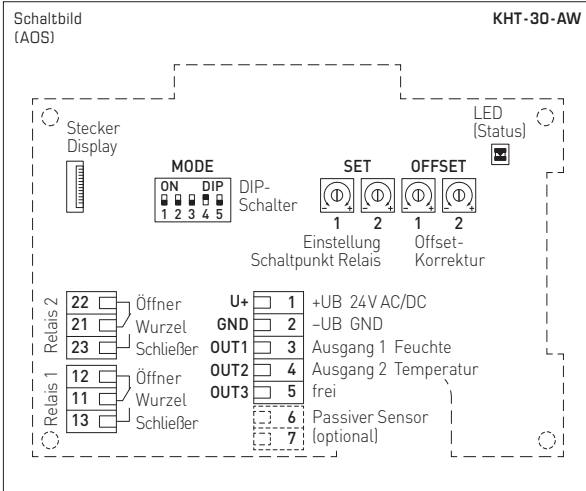 Schaltbild
(AOS)
KHT-30-AW
Stecker
Display
LED
(Status)
MODE
ON DIP
1 2 3 4 5
DIP-
Schalter
SET
OFFSET
1 2
1 2
Einstellung
Schaltpunkt Relais
Offset-
Korrektur
Relais 2
22 Öffner
21 Wurzel
23 Schließer
Relais 1
12 Öffner
11 Wurzel
13 Schließer
U+ 1 +UB 24V AC/DC
GND 2 –UB GND
OUT1 3 Ausgang 1 Feuchte
OUT2 4 Ausgang 2 Temperatur
OUT3 5 frei
6 Passiver Sensor
7 (optional)